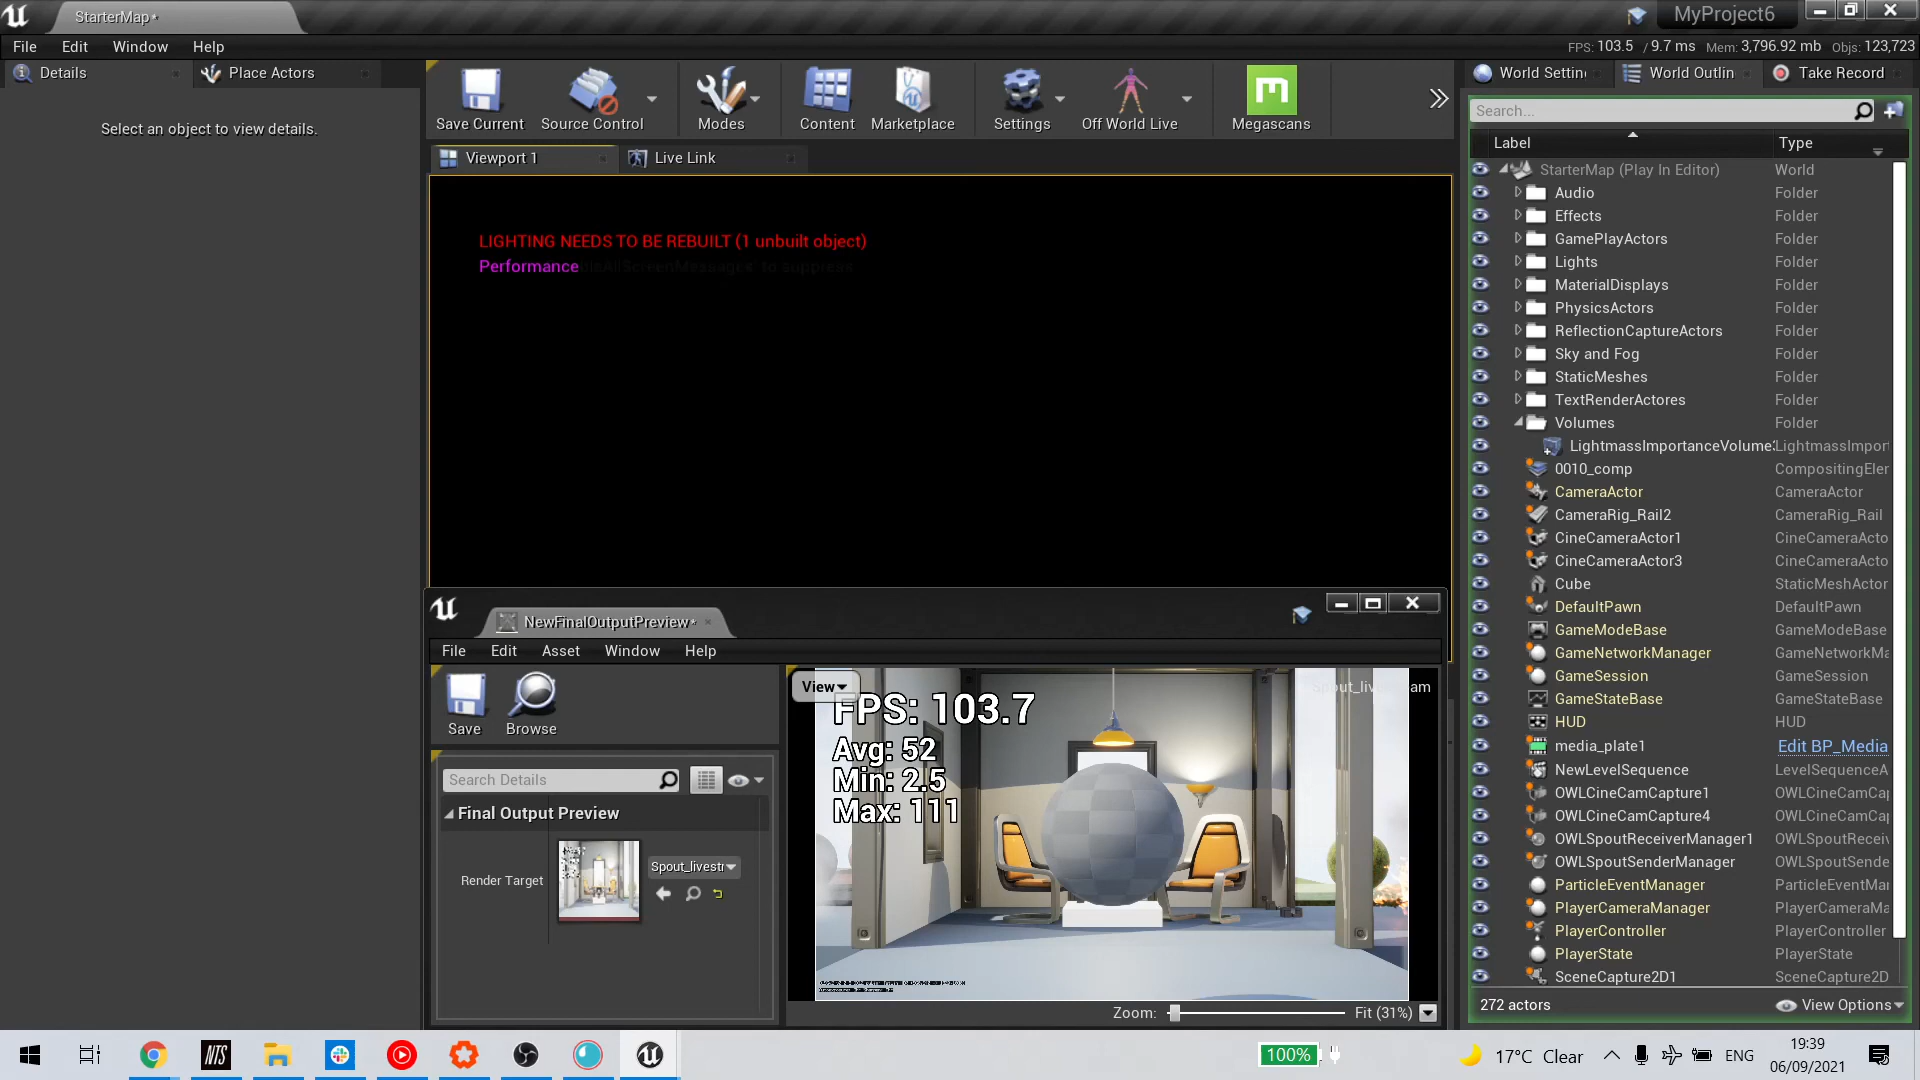 StarterMap*
MyProject6
File Edit Window Help
FPS: 103.5 / 9.7 ms Mem: 3,796.92 mb Objs: 123,723
Details
Place Actors
Select an object to view details.
Save Current
Source Control
Modes
Content
Marketplace
Settings
Off World Live
Megascans
Viewport 1
Live Link
LIGHTING NEEDS TO BE REBUILT (1 unbuilt object)
Performance
to suppress
World Settin
World Outlin
Take Record
Search...
Label Type
StarterMap (Play In Editor) World
Audio Folder
Effects Folder
GamePlayActors Folder
Lights Folder
MaterialDisplays Folder
PhysicsActors Folder
ReflectionCaptureActors Folder
Sky and Fog Folder
StaticMeshes Folder
TextRenderActores Folder
Volumes Folder
LightmassImportanceVolume LightmassImpor
0010_comp CompositingEler
CameraActor CameraActor
CameraRig_Rail2 CameraRig_Rail
CineCameraActor1 CineCameraActo
CineCameraActor3 CineCameraActo
Cube StaticMeshActor
DefaultPawn DefaultPawn
GameModeBase GameModeBase
GameNetworkManager GameNetworkMa
GameSession GameSession
GameStateBase GameStateBase
HUD HUD
media_plate1 Edit BP_Media
NewLevelSequence LevelSequenceA
OWLCineCamCapture1 OWLCineCamCap
OWLCineCamCapture4 OWLCineCamCap
OWLSpoutReceiverManager1 OWLSpoutReceiv
OWLSpoutSenderManager OWLSpoutSende
ParticleEventManager ParticleEventMar
PlayerCameraManager PlayerCameraMa
PlayerController PlayerController
PlayerState PlayerState
SceneCapture2D1 SceneCapture2D
272 actors
View Options
NewFinalOutputPreview*
File Edit Asset Window Help
Save
Browse
Search Details
Final Output Preview
Render Target
Spout_livestr
View
FPS: 103.7
Avg: 52
Min: 2.5
Max: 111
Zoom: Fit (31%)
NTS
100%
17°C Clear
ENG
19:39
06/09/2021